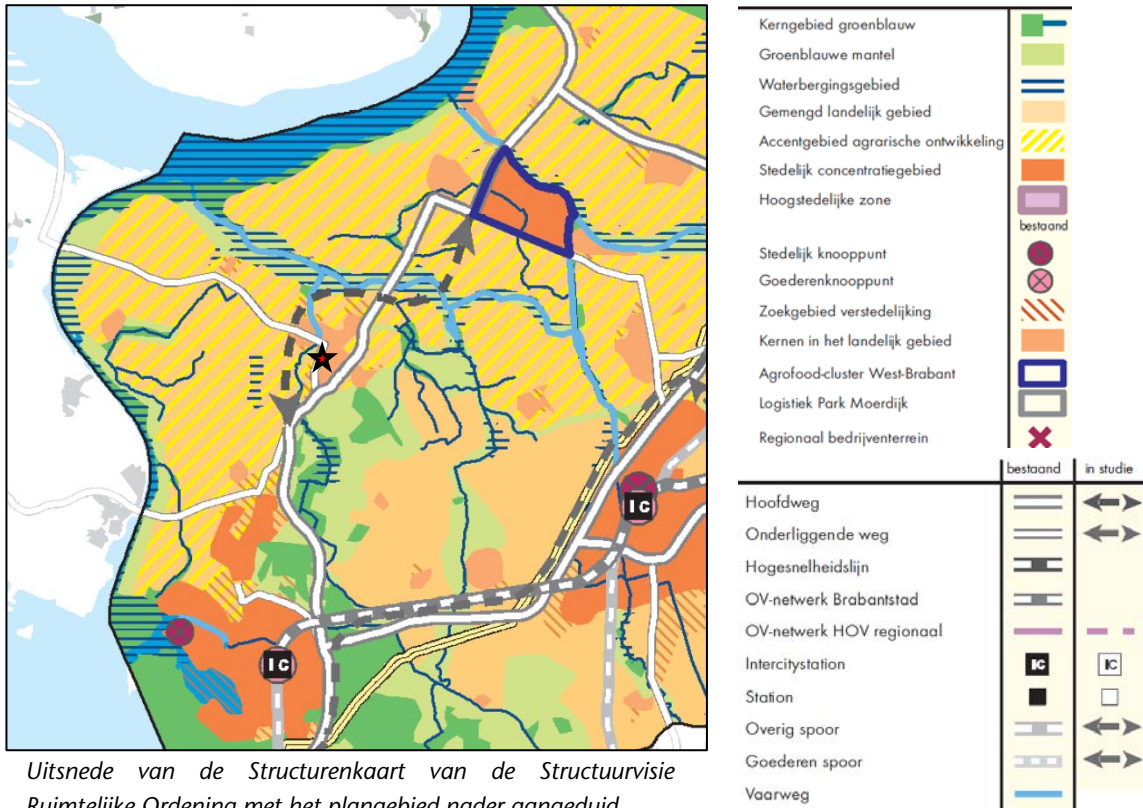 Kerngebied groenblauw
Groenblauwe mantel
Waterbergingsgebied
Gemengd landelijk gebied
Accentgebied agrarische ontwikkeling
Stedelijk concentratiegebied
Hoogstedelijke zone
bestaand
Stedelijk knooppunt
Goederenknooppunt
Zoekgebied verstedelijking
Kernen in het landelijk gebied
Agrofood-cluster West-Brabant
Logistiek Park Moerdijk
Regionaal bedrijventerrein
bestaand in studie
Hoofdweg
Onderliggende weg
Hogesnelheidslijn
OV-netwerk Brabantstad
OV-netwerk HOV regionaal
Intercitystation IC IC
Station
Overig spoor
Goederen spoor
Vaarweg
IC
IC
Uitsnede van de Structurenkaart van de Structuurvisie
Ruimtelijke Ordening met het plangebied nader aangeduid